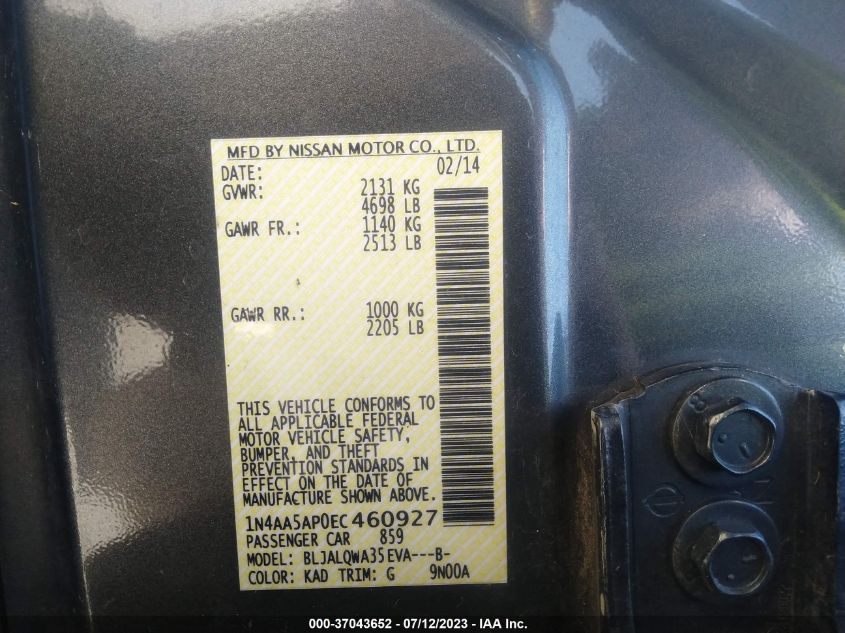 MFD BY NISSAN MOTOR CO., LTD.
DATE: 02/14
GVWR: 2131 KG
4698 LB
GAWR FR.: 1140 KG
2513 LB
GAWR RR.: 1000 KG
2205 LB
THIS VEHICLE CONFORMS TO
ALL APPLICABLE FEDERAL
MOTOR VEHICLE SAFETY,
BUMPER, AND THEFT
PREVENTION STANDARDS IN
EFFECT ON THE DATE OF
MANUFACTURE SHOWN ABOVE.
1N4AA5AP0EC460927
PASSENGER CAR 859
MODEL: BLJALQWA35EVA---B-
COLOR: KAD TRIM: G 9N00A
000-37043652 - 07/12/2023 - IAA Inc.